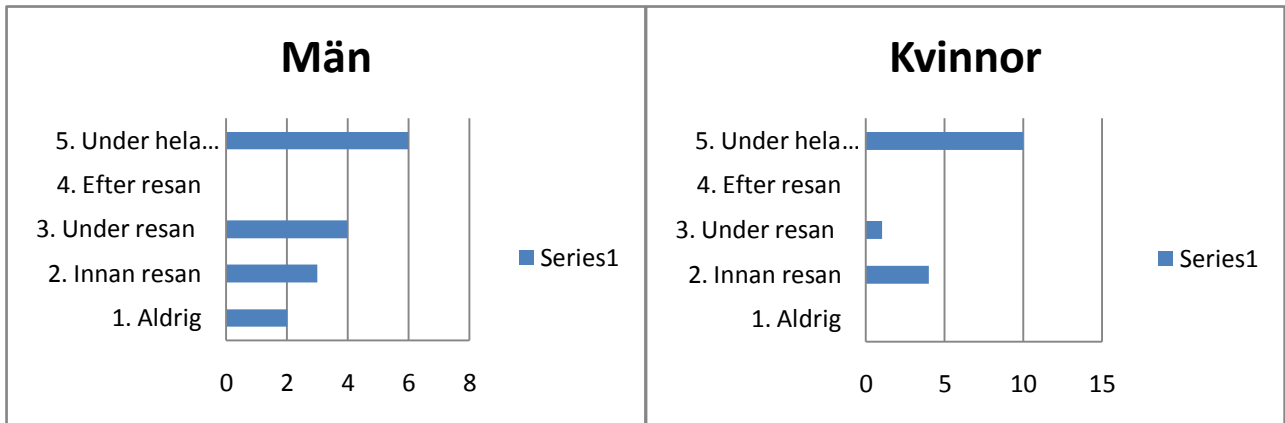 Män
5. Under hela...
4. Efter resan
3. Under resan
2. Innan resan
1. Aldrig
Series1
0 2 4 6 8
Kvinnor
5. Under hela...
4. Efter resan
3. Under resan
2. Innan resan
1. Aldrig
Series1
0 5 10 15